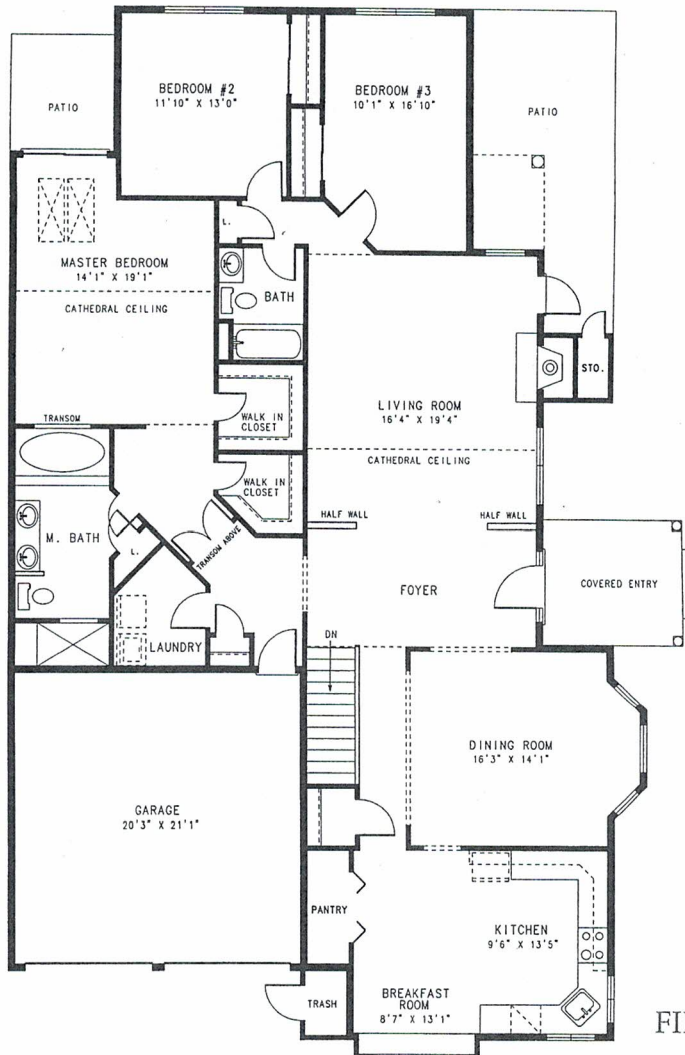 BEDROOM #2
11'10" X 13'0"
BEDROOM #3
10'1" X 16'10"
PATIO
PATIO
L.
MASTER BEDROOM
14'1" X 19'1"
CATHEDRAL CEILING
BATH
STO.
TRANSOM
WALK IN
CLOSET
LIVING ROOM
16'4" X 19'4"
CATHEDRAL CEILING
WALK IN
CLOSET
HALF WALL
HALF WALL
M. BATH
L.
TRANSOM ABOVE
FOYER
COVERED ENTRY
LAUNDRY
DN
DINING ROOM
16'3" X 14'1"
GARAGE
20'3" X 21'1"
PANTRY
KITCHEN
9'6" X 13'5"
BREAKFAST
ROOM
8'7" X 13'1"
TRASH